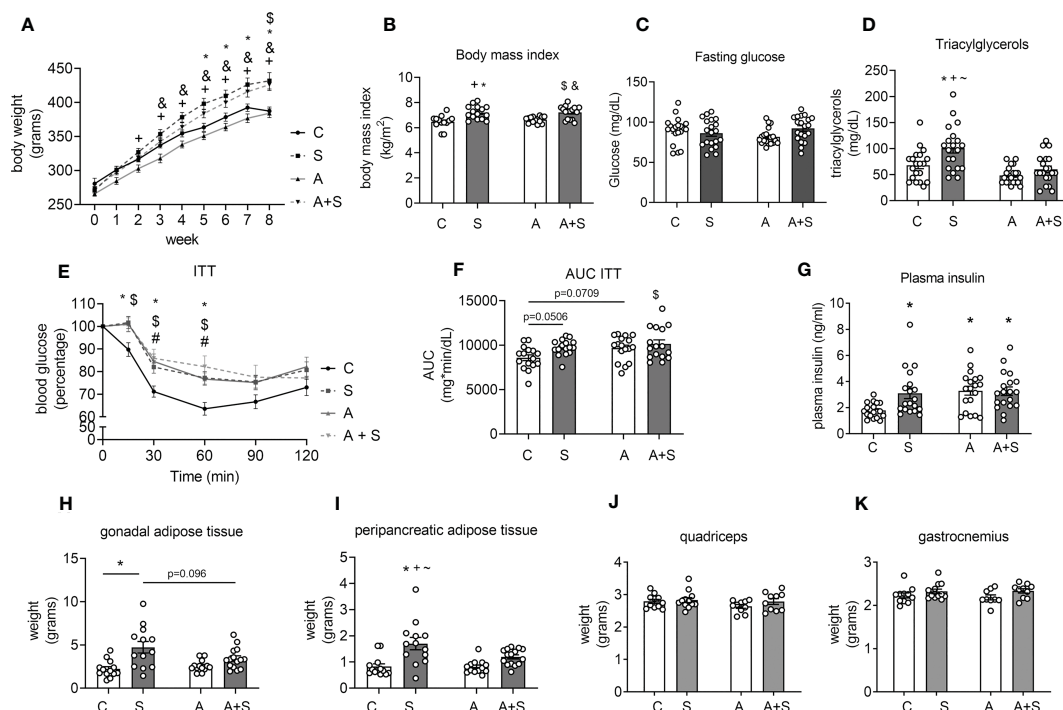 A
body weight
(grams)
450
400
350
300
250
0 1 2 3 4 5 6 7 8
week
+
&
+
&
+
*
&
+
*
&
+
*
&
+
$
*
&
+
C
S
A
A+S
B
Body mass index
body mass index
(kg/m²)
10
8
6
4
2
0
+ *
$ &
C S A A+S
C
Fasting glucose
Glucose (mg/dL)
150
100
50
0
C S A A+S
D
Triacylglycerols
triacylglycerols
(mg/dL)
250
200
150
100
50
0
* + ~
C S A A+S
E
ITT
blood glucose
(percentage)
110
100
90
80
70
60
50
0
* $
*
$
#
*
$
#
0 30 60 90 120
Time (min)
C
S
A
A + S
F
AUC ITT
AUC
(mg*min/dL)
15000
10000
5000
0
p=0.0709
p=0.0506
$
C S A A+S
G
Plasma insulin
plasma insulin (ng/ml)
10
8
6
4
2
0
*
*
*
C S A A+S
H
gonadal adipose tissue
weight
(grams)
15
10
5
0
*
p=0.096
C S A A+S
I
peripancreatic adipose tissue
weight
(grams)
5
4
3
2
1
0
* + ~
C S A A+S
J
quadriceps
weight
(grams)
4
3
2
1
0
C S A A+S
K
gastrocnemius
weight
(grams)
3
2
1
0
C S A A+S